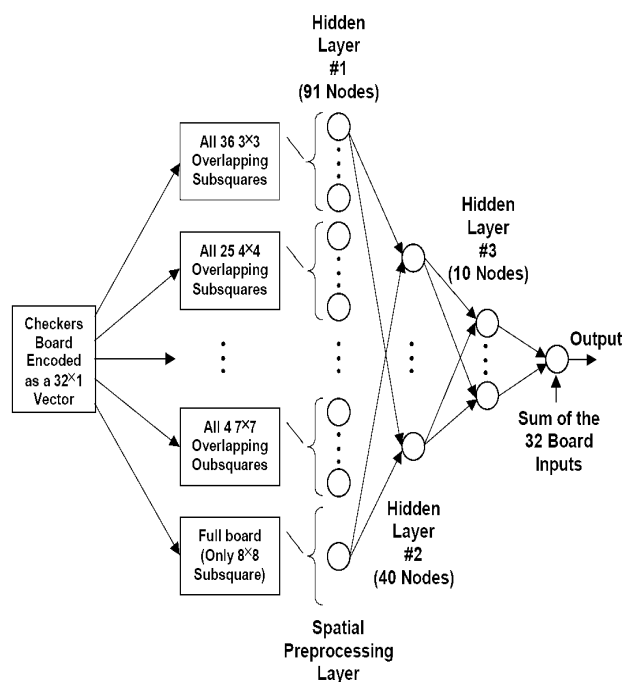 Hidden
Layer
#1
(91 Nodes)
All 36 3×3
Overlapping
Subsquares
Hidden
Layer
#3
(10 Nodes)
All 25 4×4
Overlapping
Subsquares
Checkers
Board
Encoded
as a 32×1
Vector
Output
All 4 7×7
Overlapping
Oubsquares
Sum of the
32 Board
Inputs
Full board
(Only 8×8
Subsquare)
Hidden
Layer
#2
(40 Nodes)
Spatial
Preprocessing
Layer